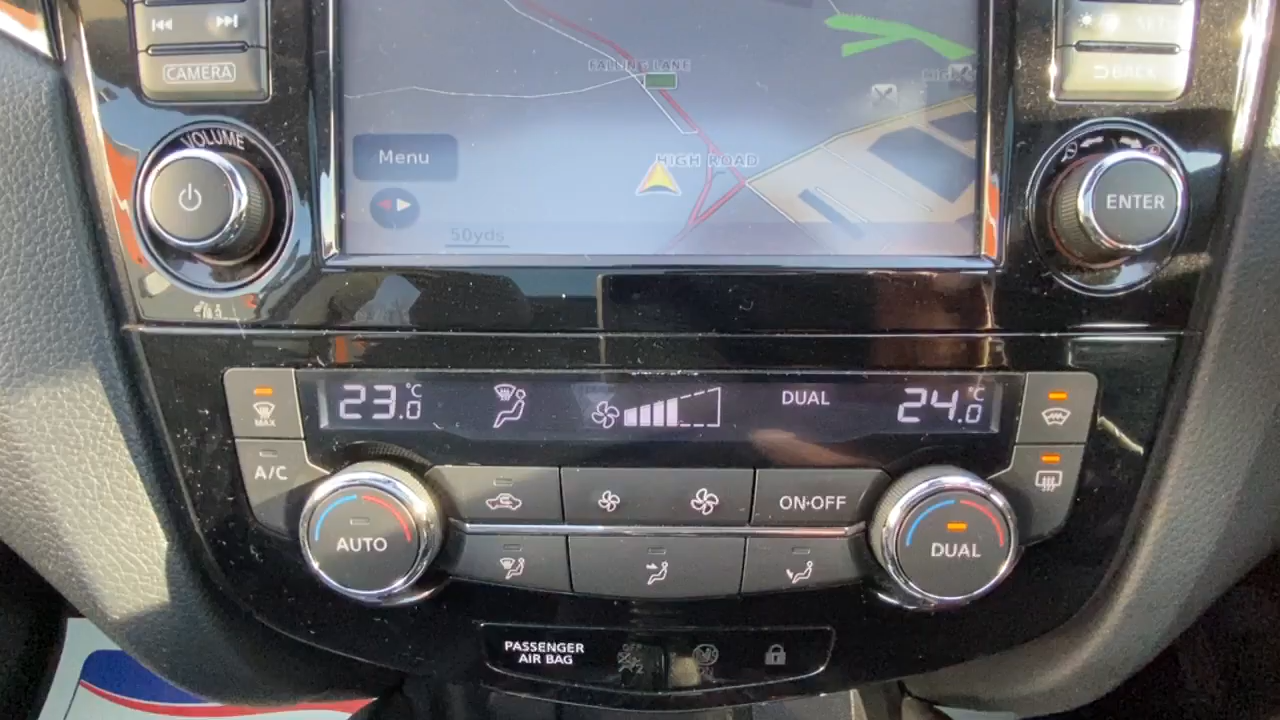 CAMERA
VOLUME
FALLING LANE
HIGH ROAD
Menu
50yds
BACK
ENTER
MAX
23.0 °C
DUAL
24.0 °C
A/C
AUTO
ON·OFF
DUAL
PASSENGER
AIR BAG